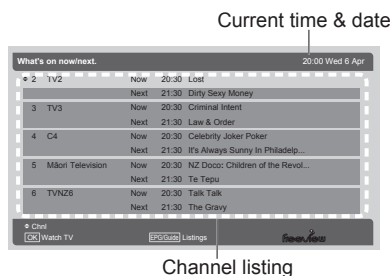 Current time & date
What's on now/next. 20:00 Wed 6 Apr
2 TV2 Now 20:30 Lost
Next 21:30 Dirty Sexy Money
3 TV3 Now 20:30 Criminal Intent
Next 21:30 Law & Order
4 C4 Now 20:30 Celebrity Joker Poker
Next 21:30 It's Always Sunny In Philadelp...
5 Māori Television Now 20:30 NZ Doco: Children of the Revol...
Next 21:30 Te Tepu
6 TVNZ6 Now 20:30 Talk Talk
Next 21:30 The Gravy
Chnl
OK Watch TV EPG/Guide Listings freeview
Channel listing